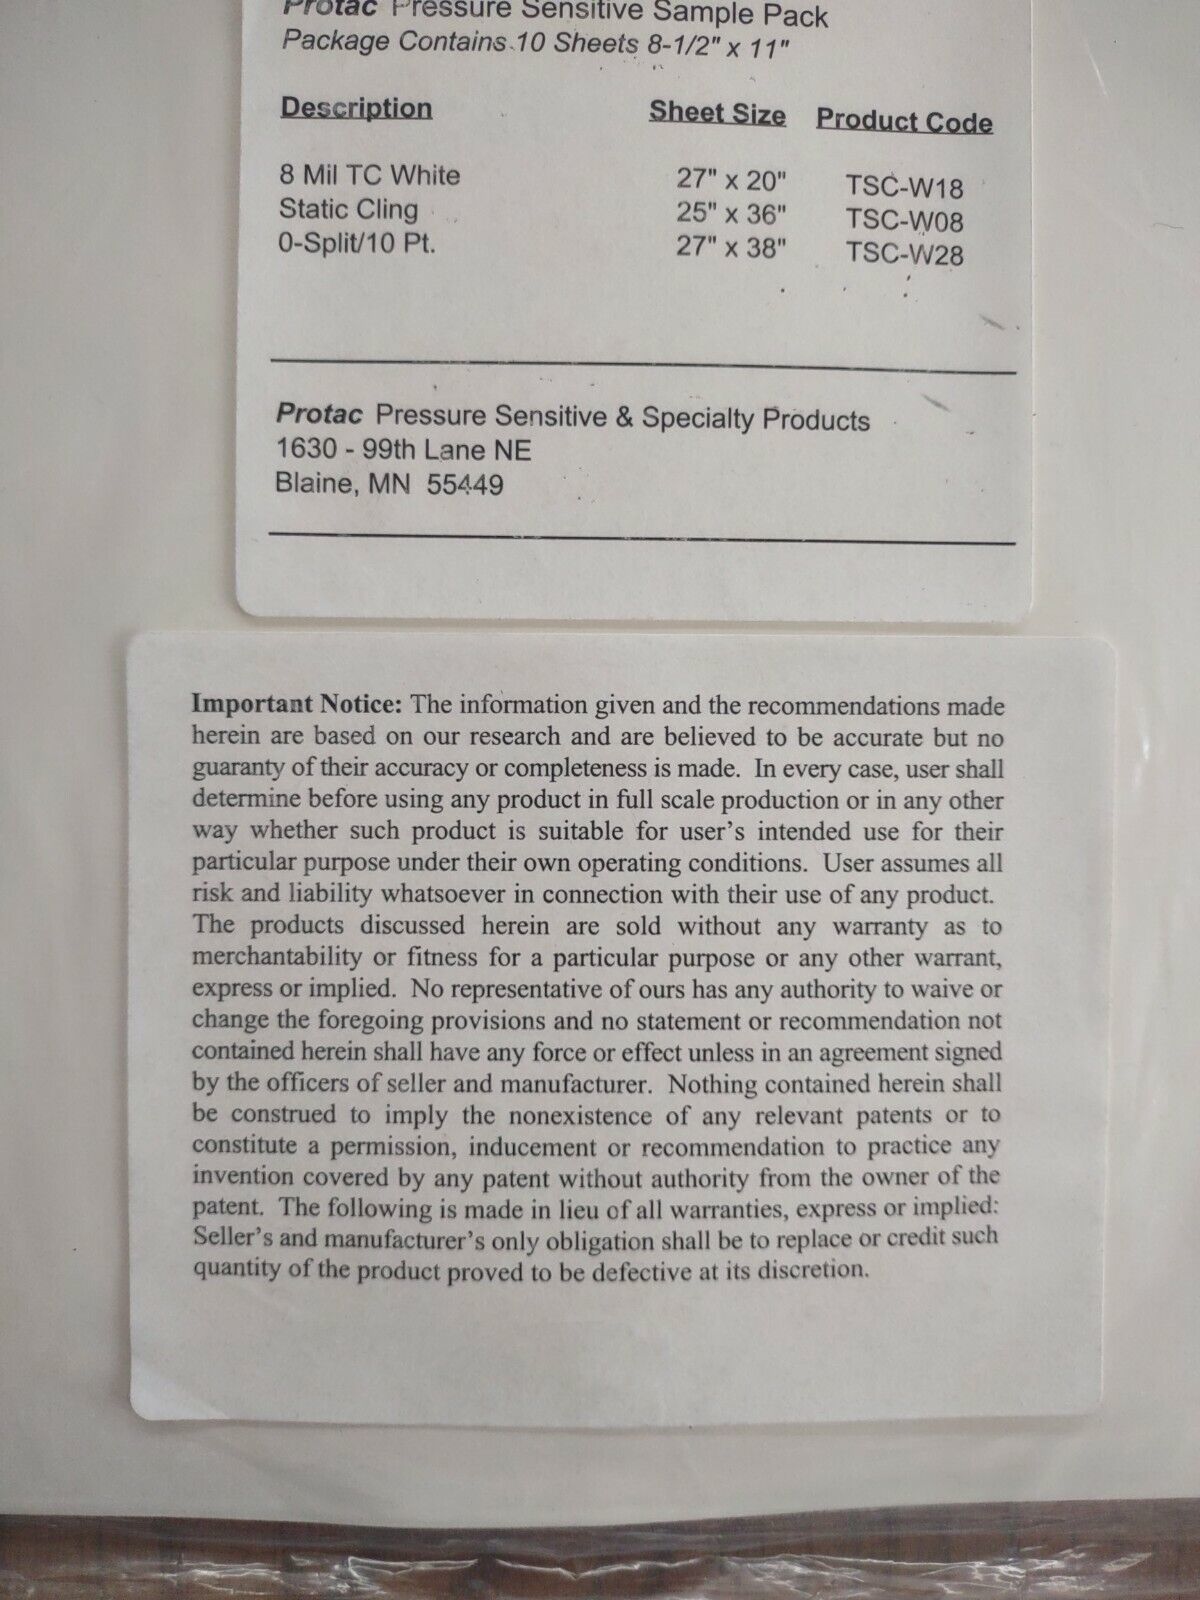 Protac Pressure Sensitive Sample Pack
Package Contains 10 Sheets 8-1/2" x 11"
Description Sheet Size Product Code
8 Mil TC White 27" x 20" TSC-W18
Static Cling 25" x 36" TSC-W08
0-Split/10 Pt. 27" x 38" TSC-W28
Protac Pressure Sensitive & Specialty Products
1630 - 99th Lane NE
Blaine, MN 55449
Important Notice: The information given and the recommendations made
herein are based on our research and are believed to be accurate but no
guaranty of their accuracy or completeness is made. In every case, user shall
determine before using any product in full scale production or in any other
way whether such product is suitable for user's intended use for their
particular purpose under their own operating conditions. User assumes all
risk and liability whatsoever in connection with their use of any product.
The products discussed herein are sold without any warranty as to
merchantability or fitness for a particular purpose or any other warrant,
express or implied. No representative of ours has any authority to waive or
change the foregoing provisions and no statement or recommendation not
contained herein shall have any force or effect unless in an agreement signed
by the officers of seller and manufacturer. Nothing contained herein shall
be construed to imply the nonexistence of any relevant patents or to
constitute a permission, inducement or recommendation to practice any
invention covered by any patent without authority from the owner of the
patent. The following is made in lieu of all warranties, express or implied:
Seller's and manufacturer's only obligation shall be to replace or credit such
quantity of the product proved to be defective at its discretion.